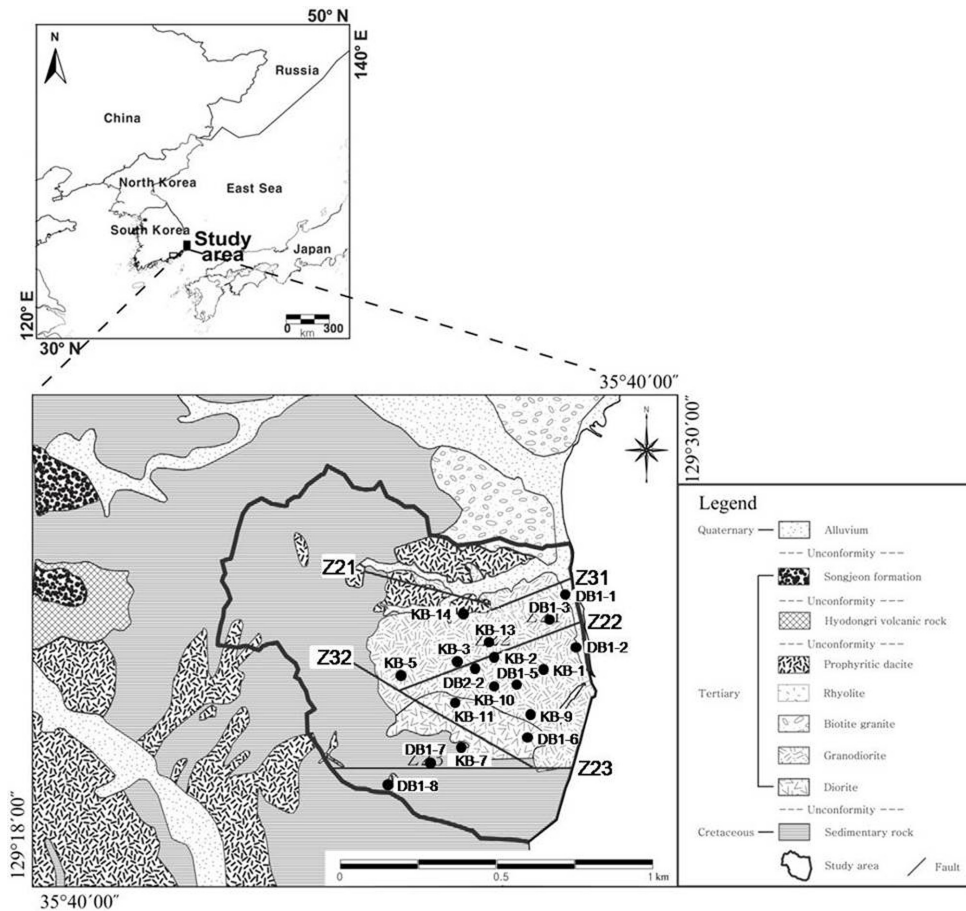 50° N
140° E
N
Russia
China
North Korea
East Sea
South Korea
Study
area
Japan
120° E
0 300
km
30° N
35°40′00″
129°30′00″
N
Z21
Z31
DB1-1
DB1-3
KB-14
Z22
KB-13
DB1-2
Z32
KB-3
KB-2
KB-5
DB2-2
DB1-5
KB-1
KB-10
KB-11
KB-9
DB1-6
DB1-7
KB-7
Z23
DB1-8
129°18′00″
0 0.5 1 km
35°40′00″
Legend
Quaternary Alluvium
Unconformity
Songjeon formation
Unconformity
Hyodongri volcanic rock
Unconformity
Prophyritic dacite
Tertiary Rhyolite
Biotite granite
Granodiorite
Diorite
Unconformity
Cretaceous Sedimentary rock
Study area Fault